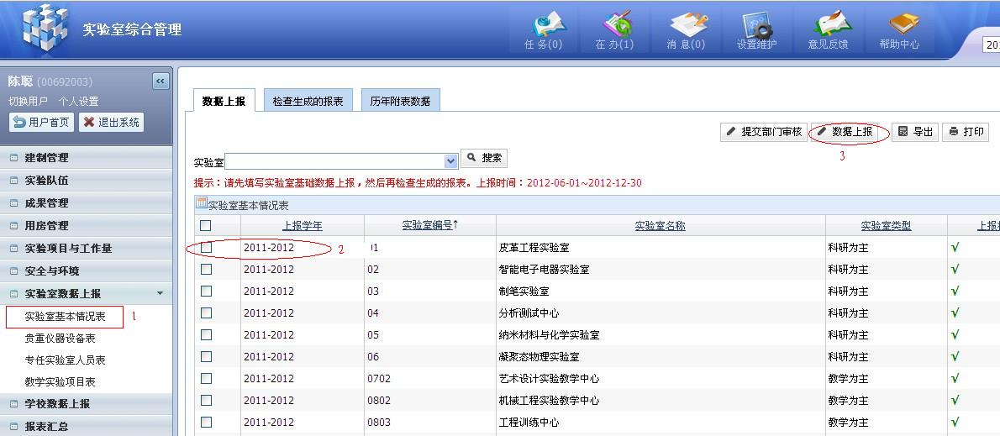 实验室综合管理
任 务(0) 在 办(1) 消 息(0) 设置维护 意见反馈 帮助中心
20
陈聪 (00692003)
切换用户 个人设置
用户首页 退出系统
建制管理
实验队伍
成果管理
用房管理
实验项目与工作量
安全与环境
实验室数据上报
实验室基本情况表 1
贵重仪器设备表
专任实验室人员表
教学实验项目表
学校数据上报
报表汇总
数据上报 检查生成的报表 历年附表数据
提交部门审核 数据上报 导出 打印
3
实验室 搜索
提示：请先填写实验室基础数据上报，然后再检查生成的报表。上报时间：2012-06-01~2012-12-30
实验室基本情况表
上报学年 实验室编号↑ 实验室名称 实验室类型 上报
2011-2012 2 01 皮革工程实验室 科研为主 √
2011-2012 02 智能电子电器实验室 科研为主 √
2011-2012 03 制笔实验室 科研为主 √
2011-2012 04 分析测试中心 科研为主 √
2011-2012 05 纳米材料与化学实验室 科研为主 √
2011-2012 06 凝聚态物理实验室 科研为主 √
2011-2012 0702 艺术设计实验教学中心 教学为主 √
2011-2012 0802 机械工程实验教学中心 教学为主 √
2011-2012 0803 工程训练中心 教学为主 √